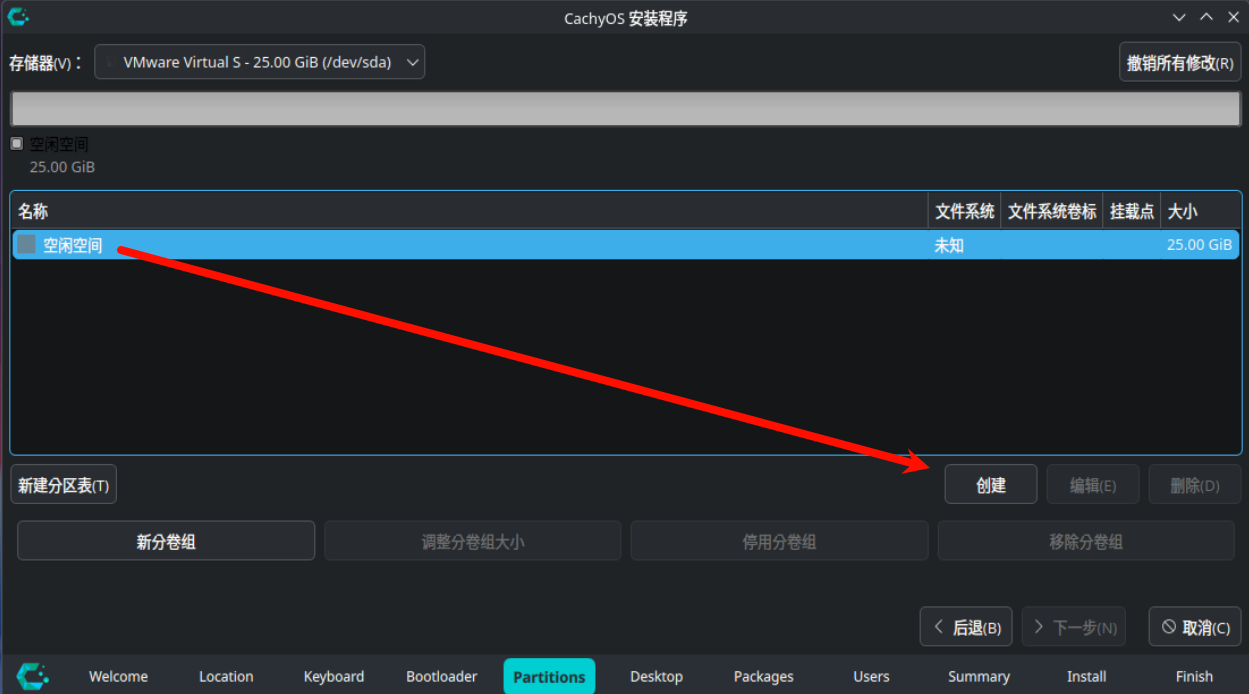 CachyOS 安装程序
存储器(V)： VMware Virtual S - 25.00 GiB (/dev/sda) 撤销所有修改(R)
空闲空间
25.00 GiB
名称 文件系统 文件系统卷标 挂载点 大小
空闲空间 未知 25.00 GiB
新建分区表(T) 创建 编辑(E) 删除(D)
新分卷组 调整分卷组大小 停用分卷组 移除分卷组
后退(B) 下一步(N) 取消(C)
Welcome Location Keyboard Bootloader Partitions Desktop Packages Users Summary Install Finish